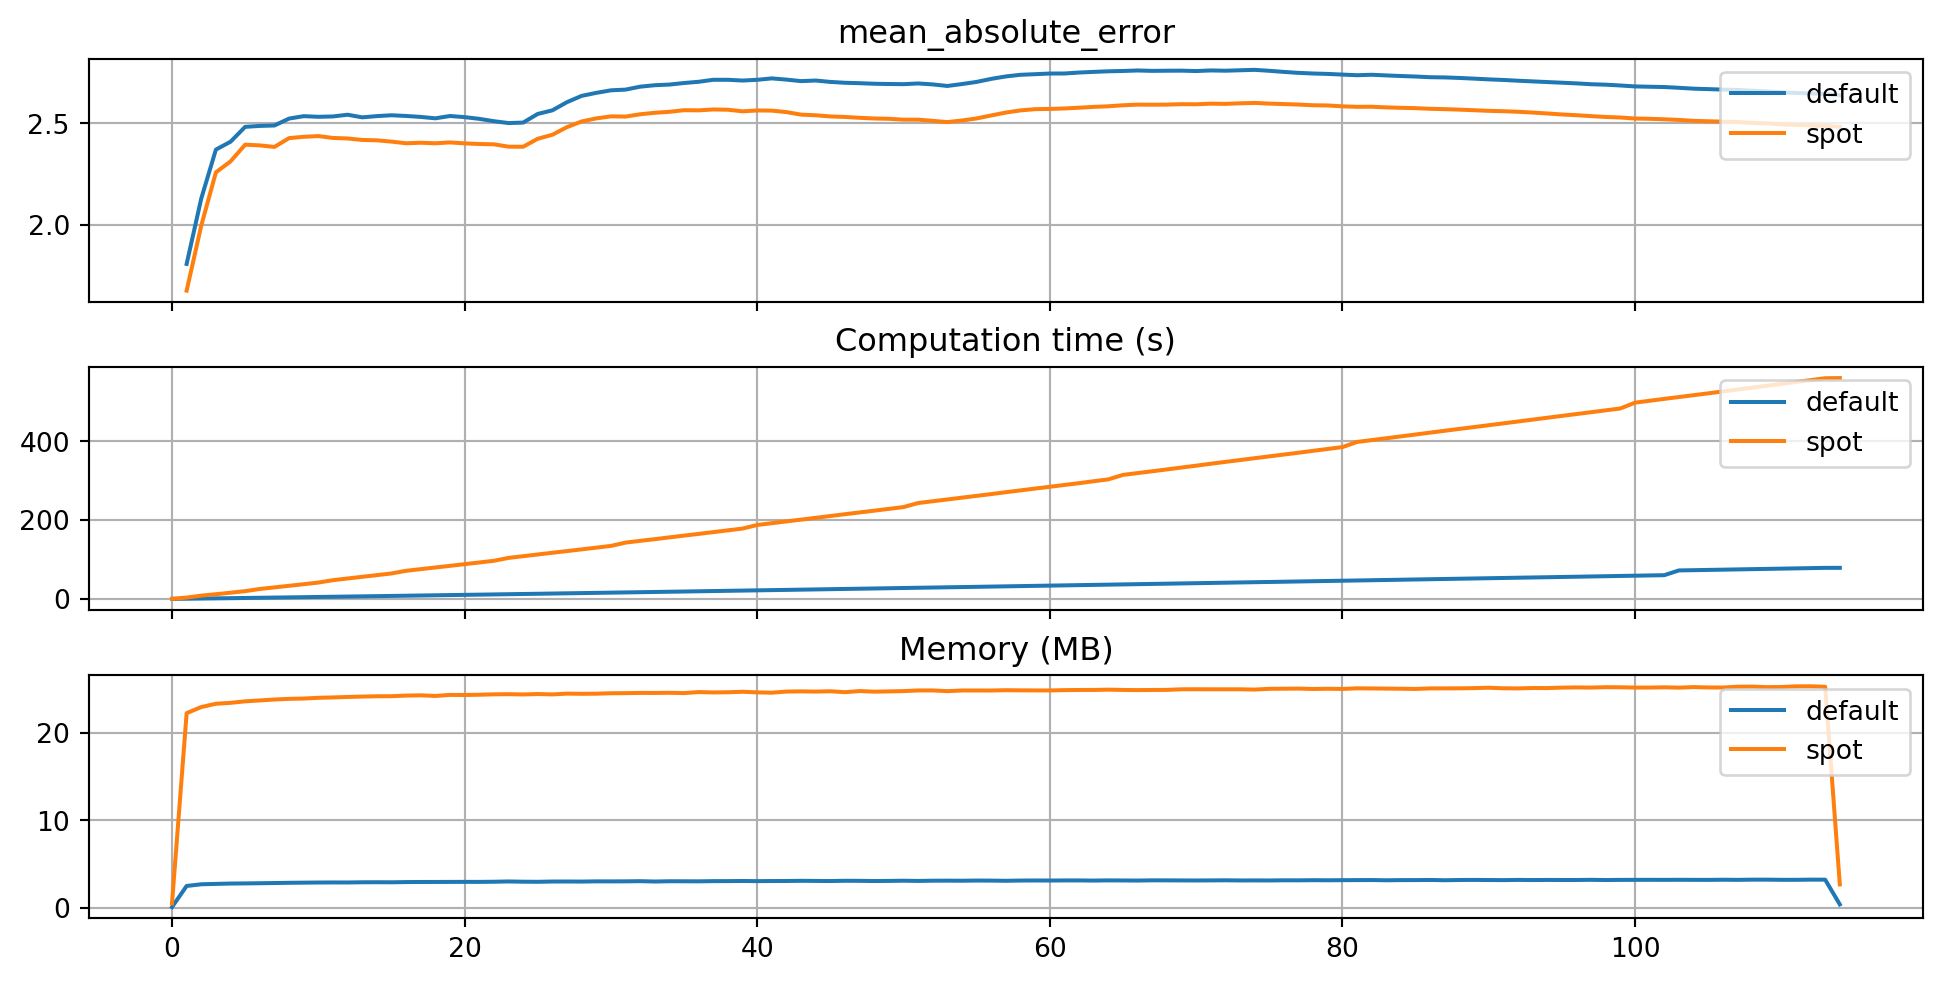 mean_absolute_error
2.5
2.0
default
spot
Computation time (s)
400
200
0
default
spot
Memory (MB)
20
10
0
default
spot
0 20 40 60 80 100